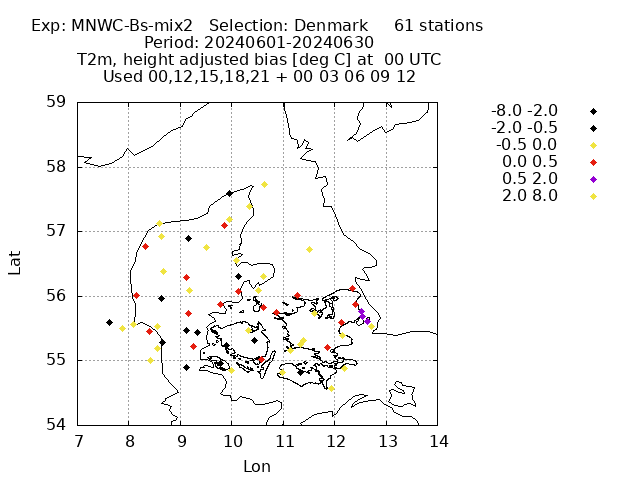 Exp: MNWC-Bs-mix2   Selection: Denmark     61 stations
Period: 20240601-20240630
T2m, height adjusted bias [deg C] at  00 UTC
Used 00,12,15,18,21 + 00 03 06 09 12
-8.0 -2.0
-2.0 -0.5
-0.5 0.0
0.0 0.5
0.5 2.0
2.0 8.0
59
58
57
56
55
54
Lat
7 8 9 10 11 12 13 14
Lon